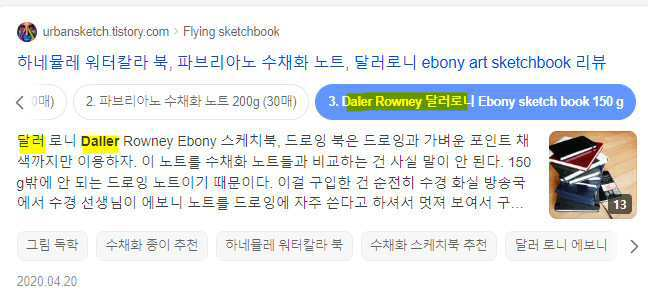 urbansketch.tistory.com › Flying sketchbook
하네뮬레 워터칼라 북, 파브리아노 수채화 노트, 달러로니 ebony art sketchbook 리뷰
0매)
2. 파브리아노 수채화 노트 200g (30매)
3. Daler Rowney 달러로니 Ebony sketch book 150 g
달러 로니 Daller Rowney Ebony 스케치북, 드로잉 북은 드로잉과 가벼운 포인트 채
색까지만 이용하자. 이 노트를 수채화 노트들과 비교하는 건 사실 말이 안 된다. 150
g밖에 안 되는 드로잉 노트이기 때문이다. 이걸 구입한 건 순전히 수경 화실 방송국
에서 수경 선생님이 에보니 노트를 드로잉에 자주 쓴다고 하셔서 멋져 보여서 구...
13
그림 독학
수채화 종이 추천
하네뮬레 워터칼라 북
수채화 스케치북 추천
달러 로니 에보니
2020.04.20